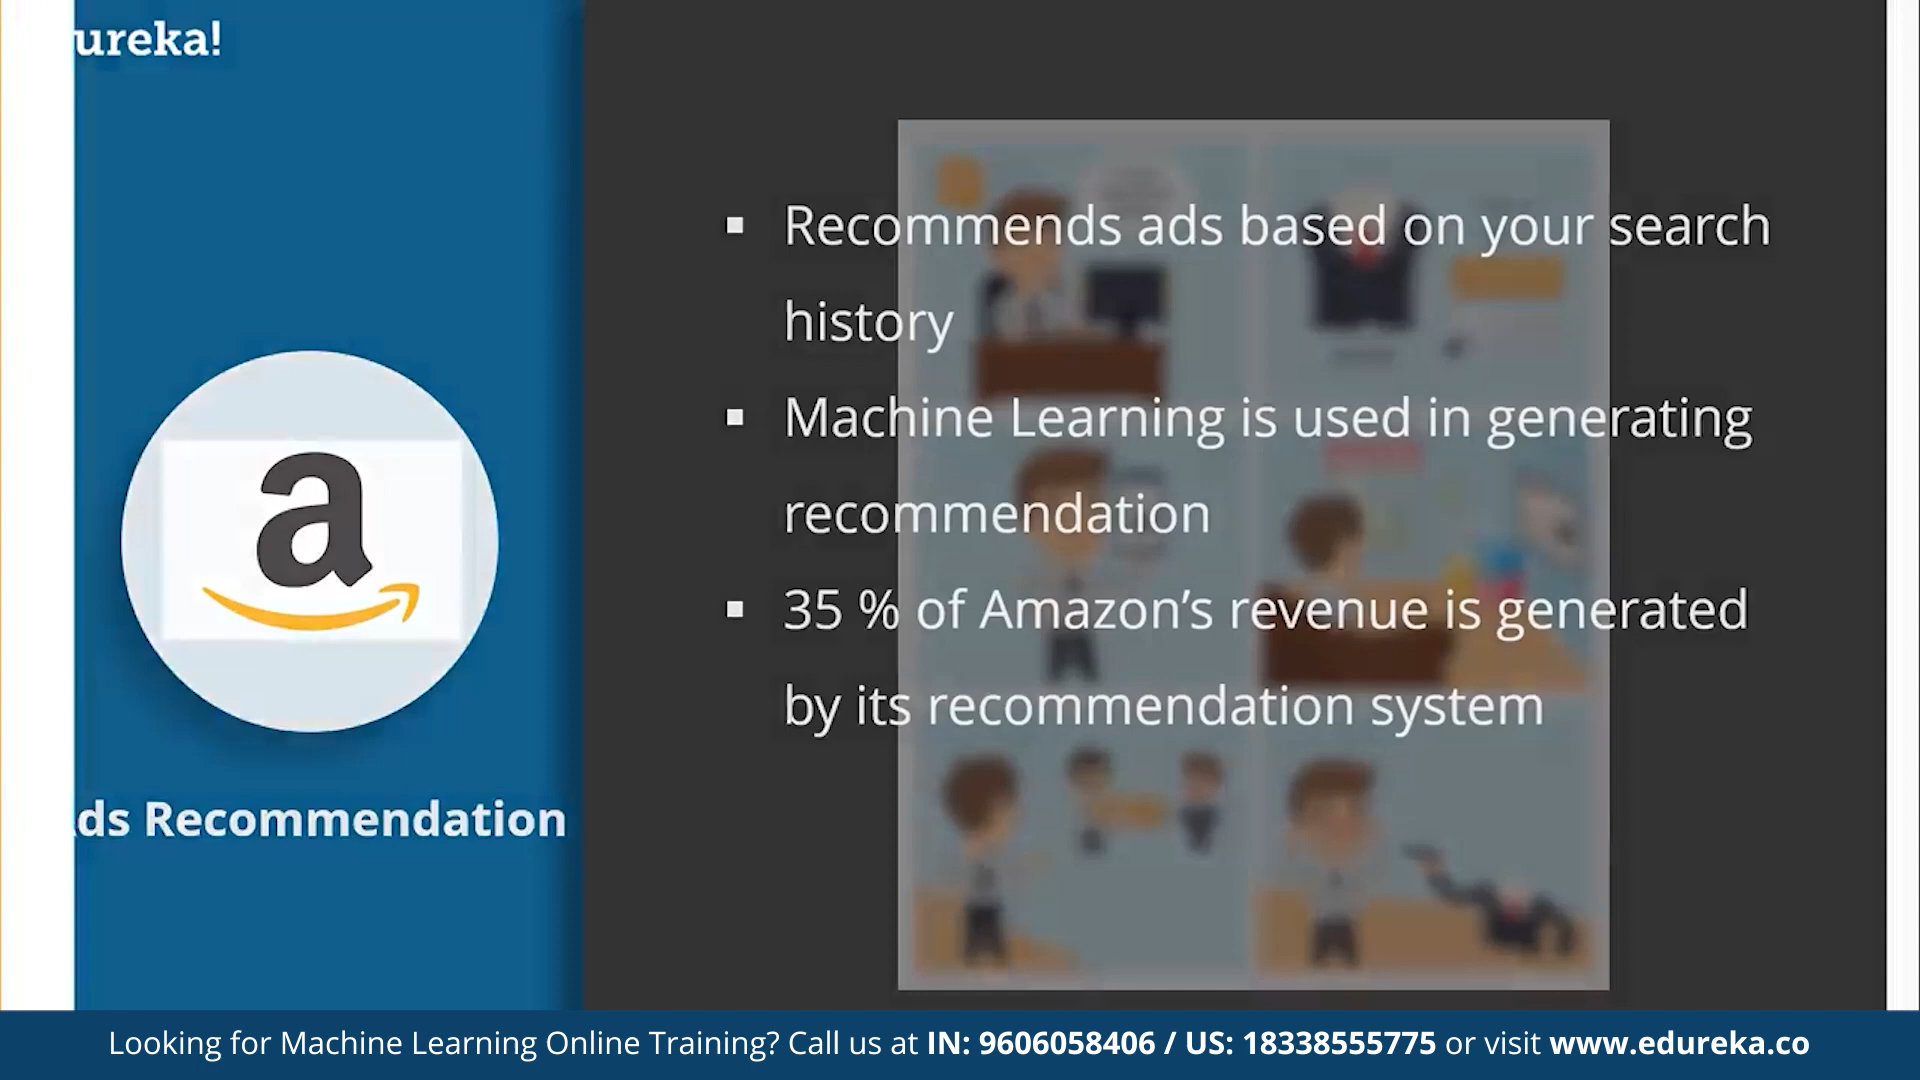 ureka!
Recommends ads based on your search
history
Machine Learning is used in generating
recommendation
35 % of Amazon’s revenue is generated
by its recommendation system
a
ds Recommendation
Looking for Machine Learning Online Training? Call us at IN: 9606058406 / US: 18338555775 or visit www.edureka.co